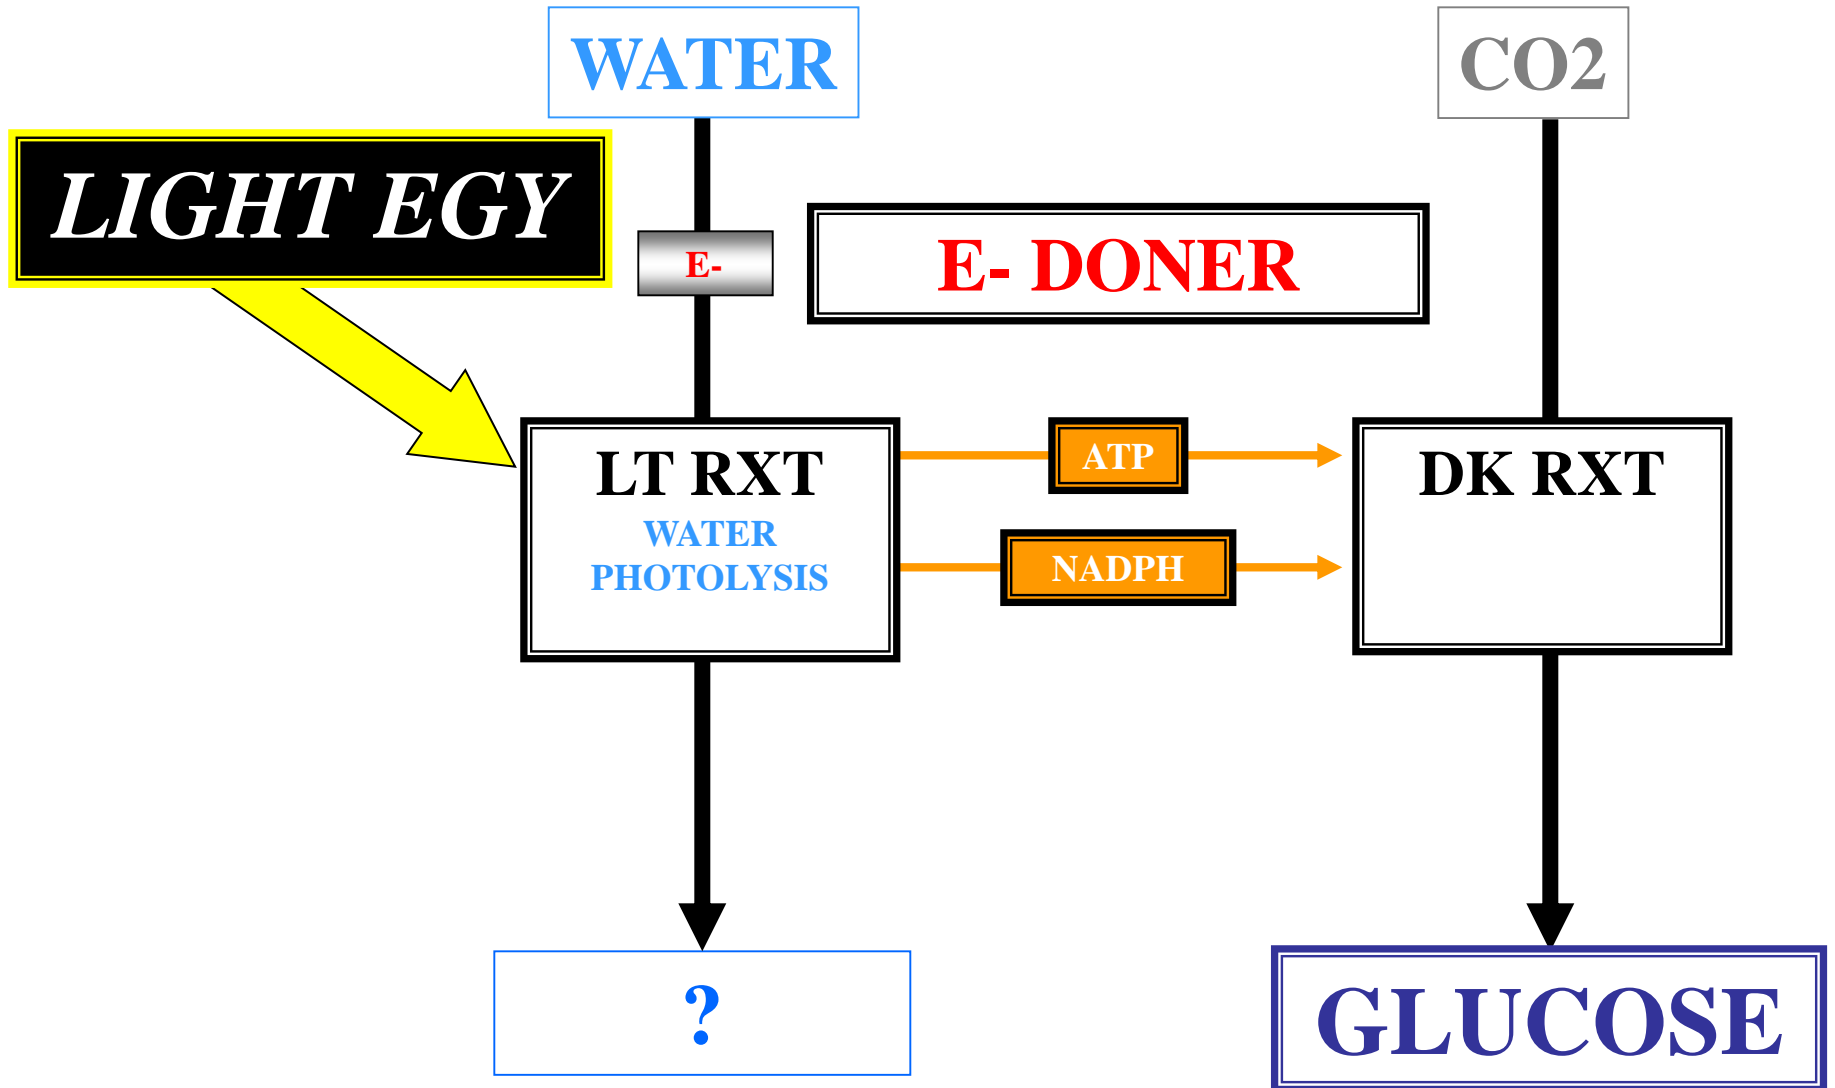 WATER
CO2
LIGHT EGY
E-
E- DONER
LT RXT
WATER
PHOTOLYSIS
ATP
NADPH
DK RXT
?
GLUCOSE